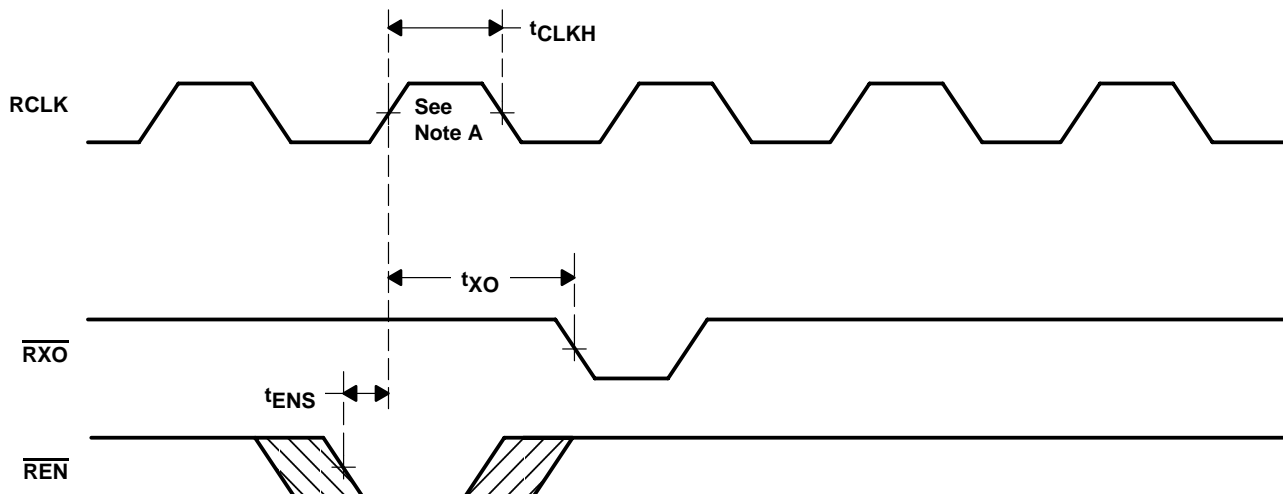 tCLKH
RCLK
See
Note A
tXO
RXO
tENS
REN